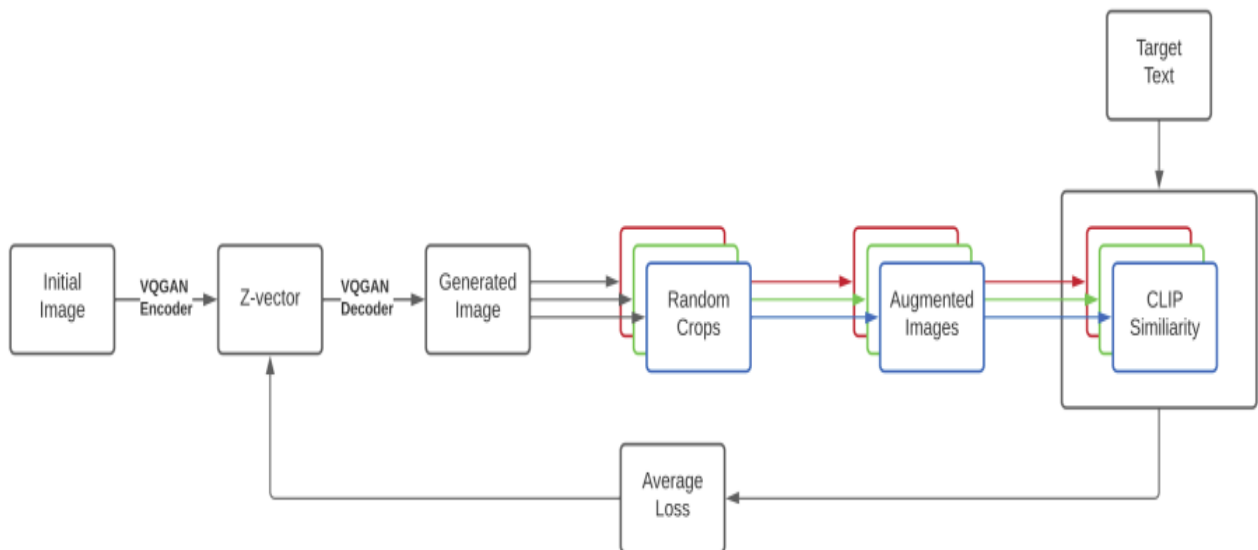 Target
Text
Initial
Image
VQGAN
Encoder
Z-vector
VQGAN
Decoder
Generated
Image
Random
Crops
Augmented
Images
CLIP
Similiarity
Average
Loss